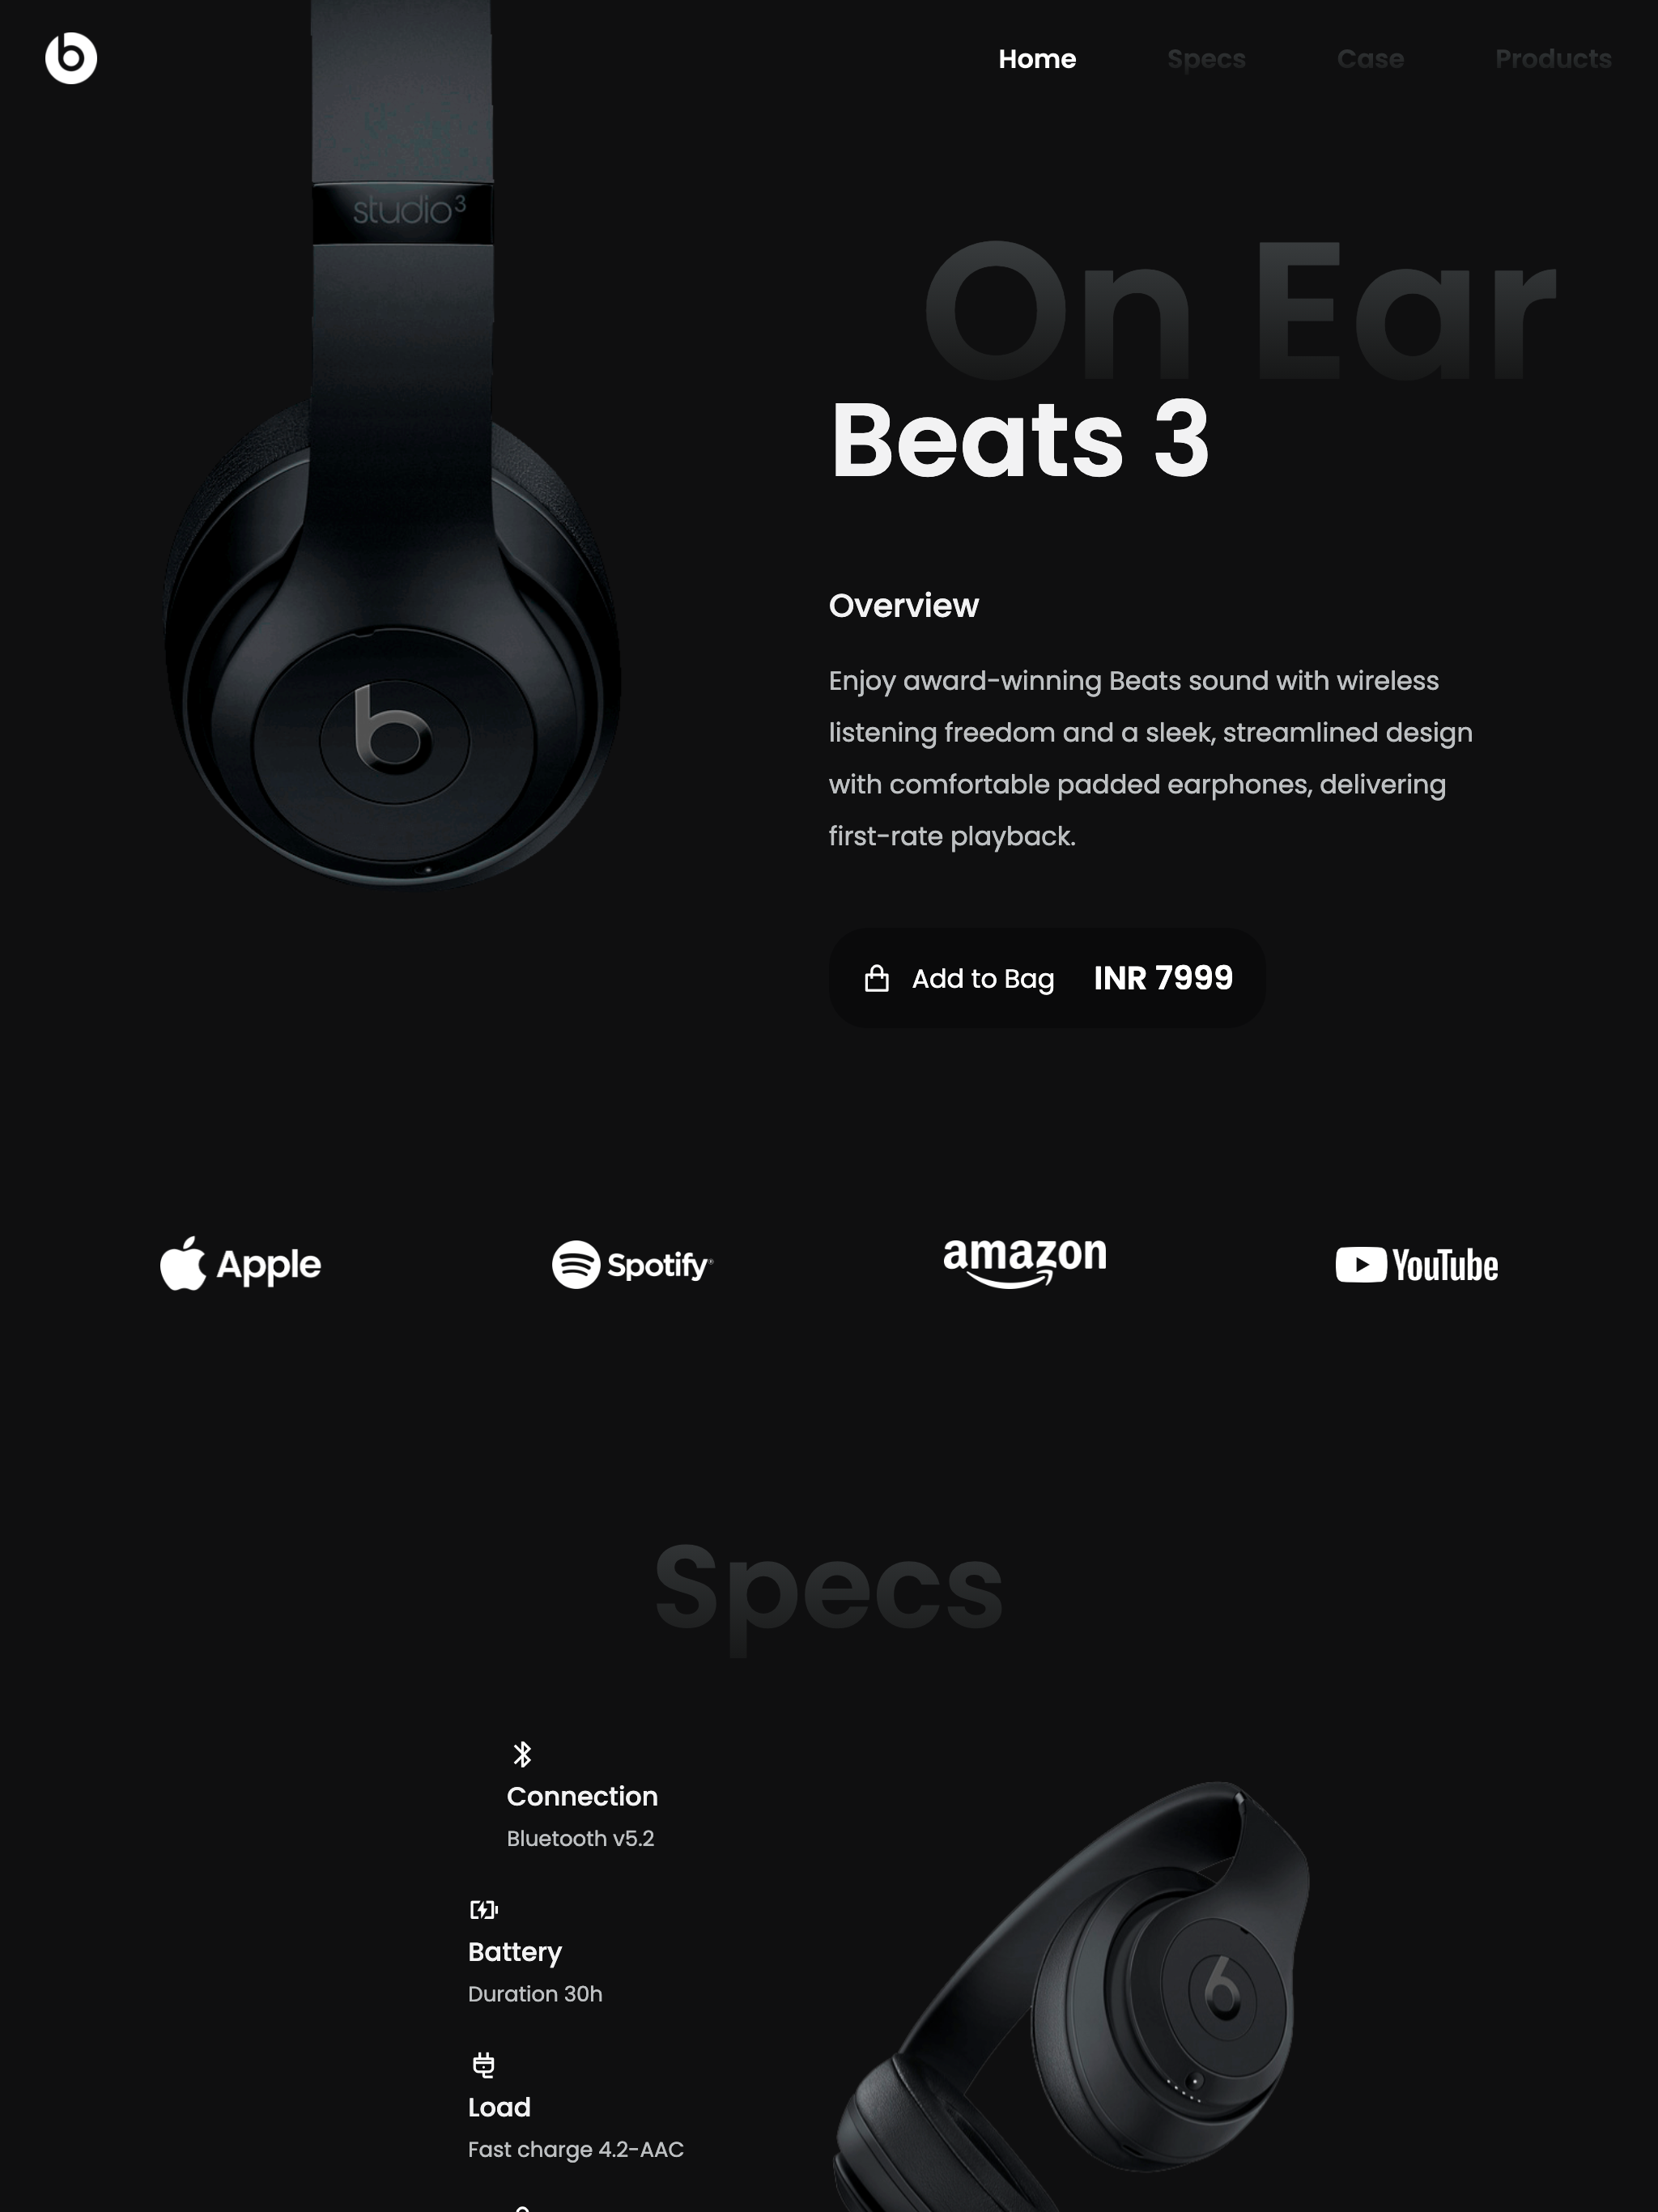 Home Specs Case Products
studio3
On Ear
Beats 3
Overview
Enjoy award-winning Beats sound with wireless
listening freedom and a sleek, streamlined design
with comfortable padded earphones, delivering
first-rate playback.
Add to Bag INR 7999
Apple Spotify amazon YouTube
Specs
Connection
Bluetooth v5.2
Battery
Duration 30h
Load
Fast charge 4.2-AAC